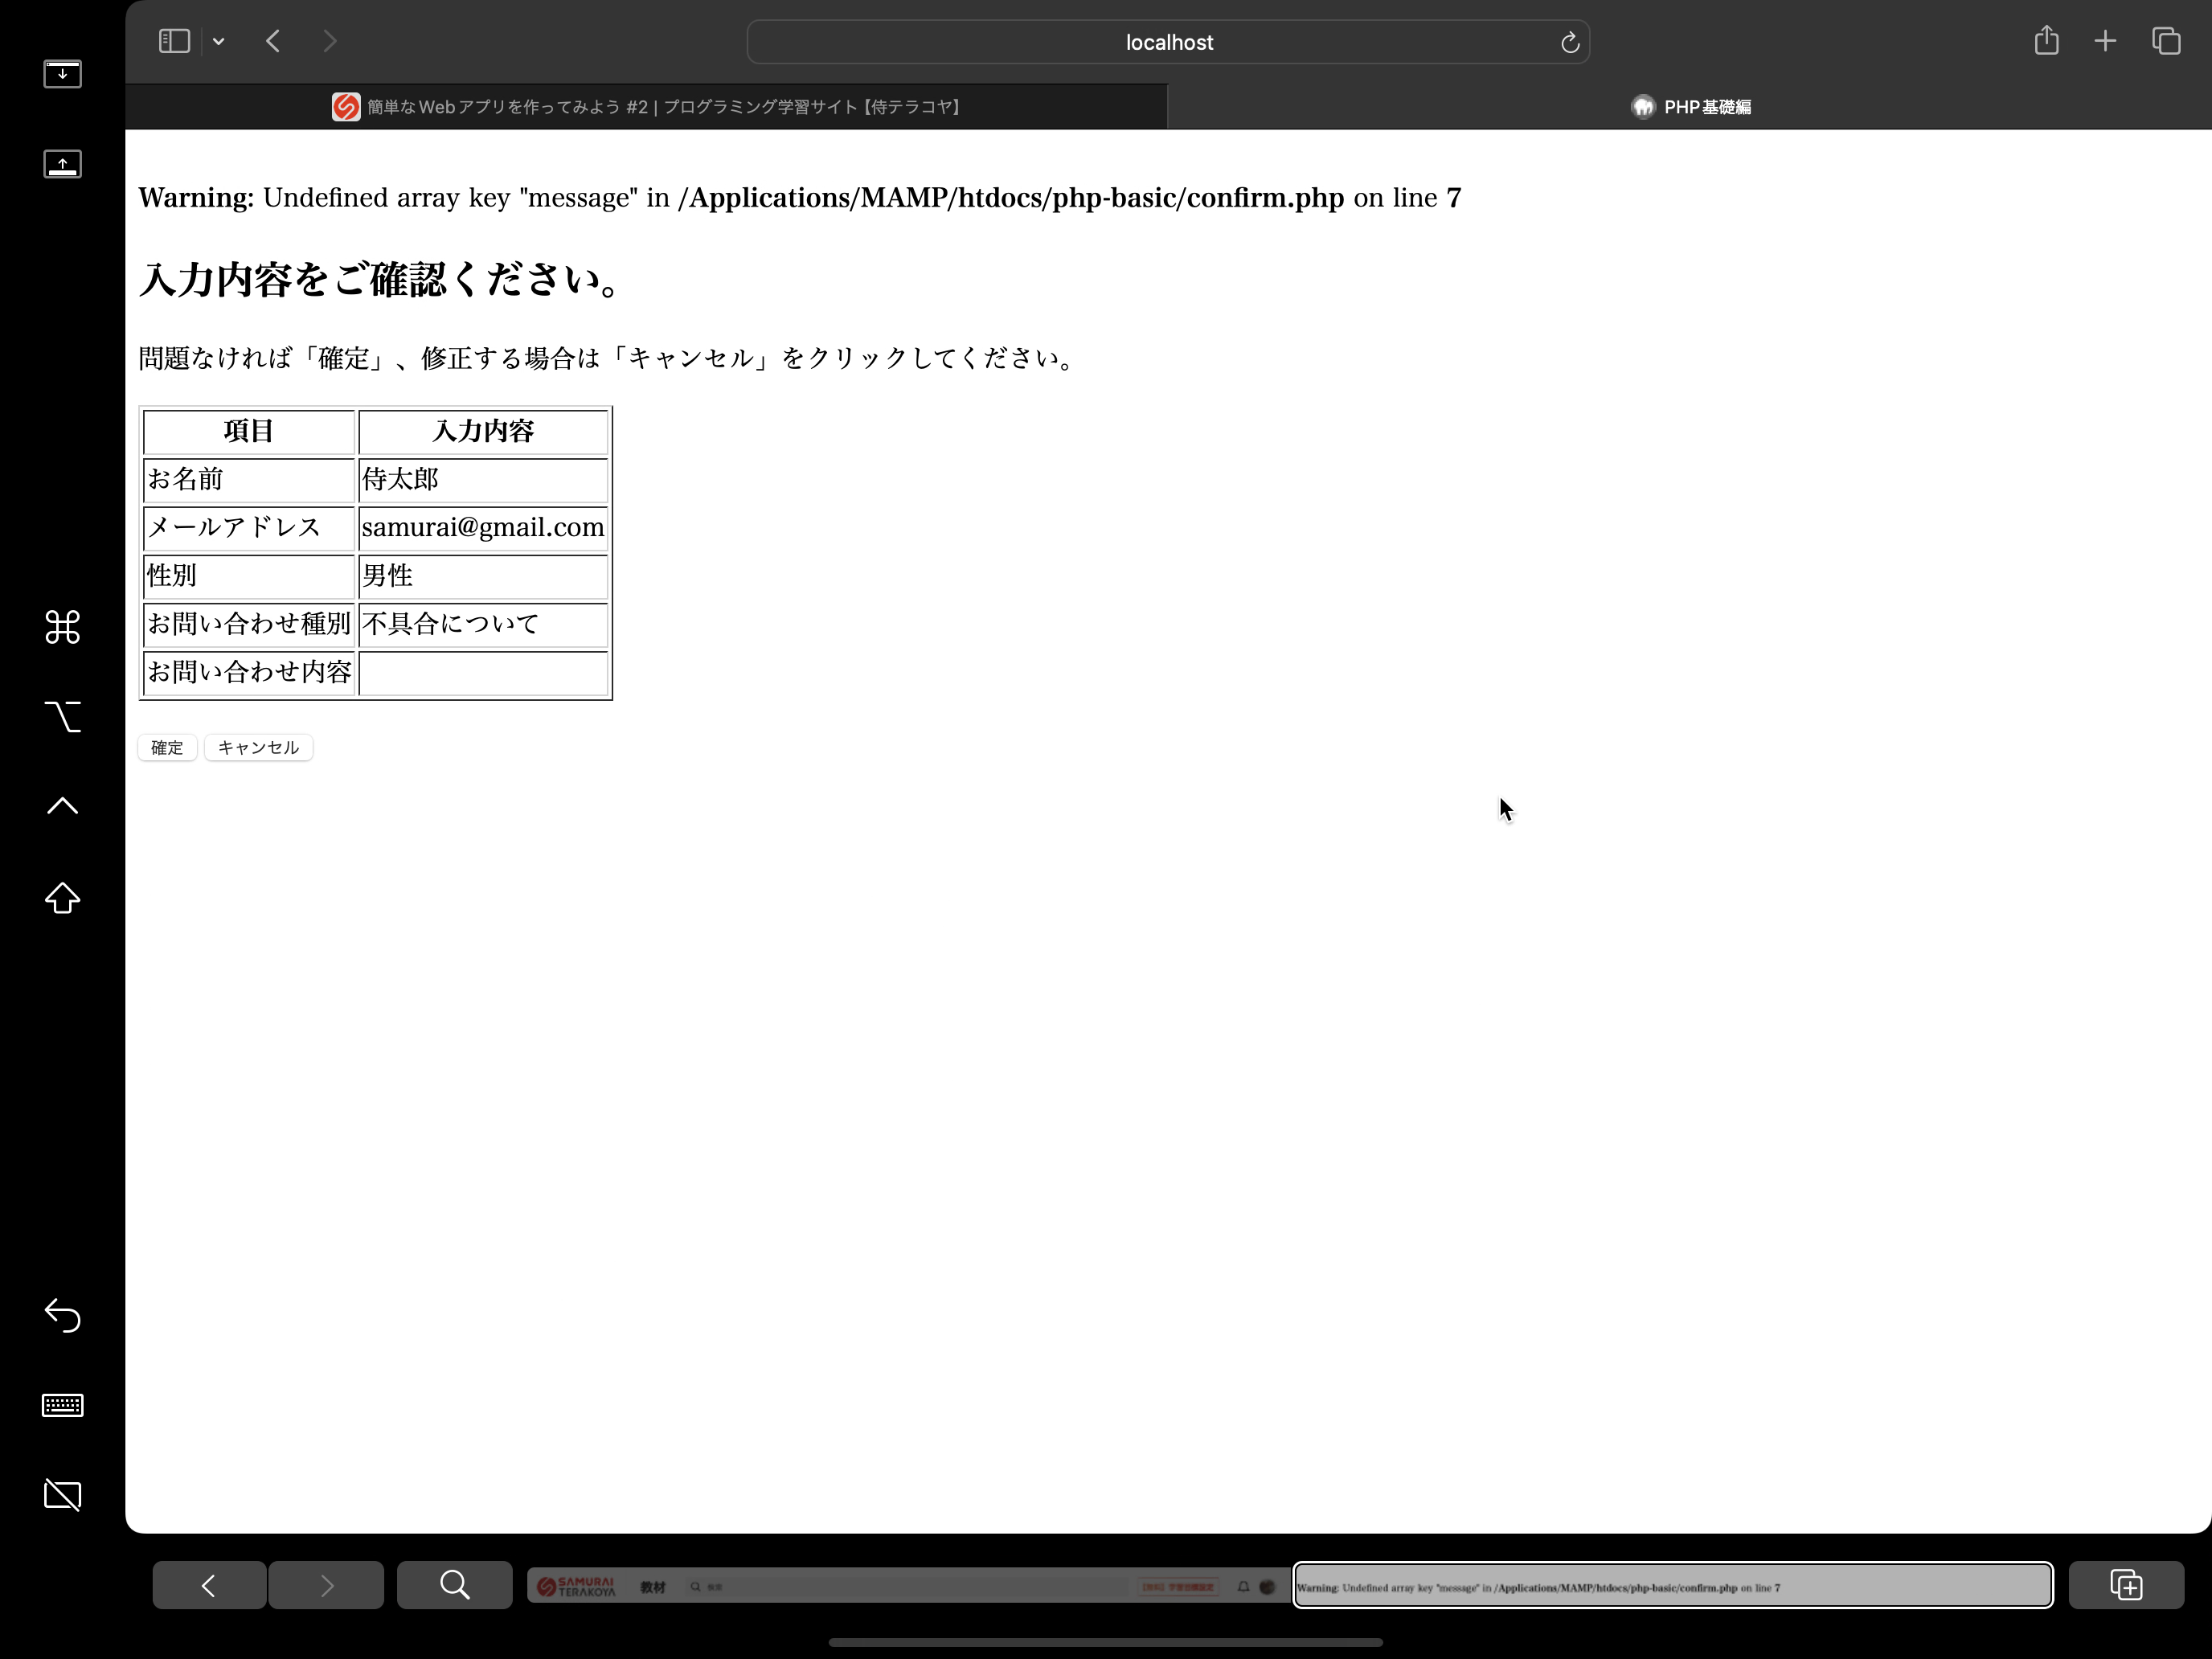 localhost
簡単なWebアプリを作ってみよう #2 | プログラミング学習サイト【侍テラコヤ】
PHP基礎編
Warning: Undefined array key "message" in /Applications/MAMP/htdocs/php-basic/confirm.php on line 7
入力内容をご確認ください。
問題なければ「確定」、修正する場合は「キャンセル」をクリックしてください。
項目 入力内容
お名前 侍太郎
メールアドレス samurai@gmail.com
性別 男性
お問い合わせ種別 不具合について
お問い合わせ内容
確定 キャンセル
SAMURAI TERAKOYA 教材
Warning: Undefined array key "message" in /Applications/MAMP/htdocs/php-basic/confirm.php on line 7